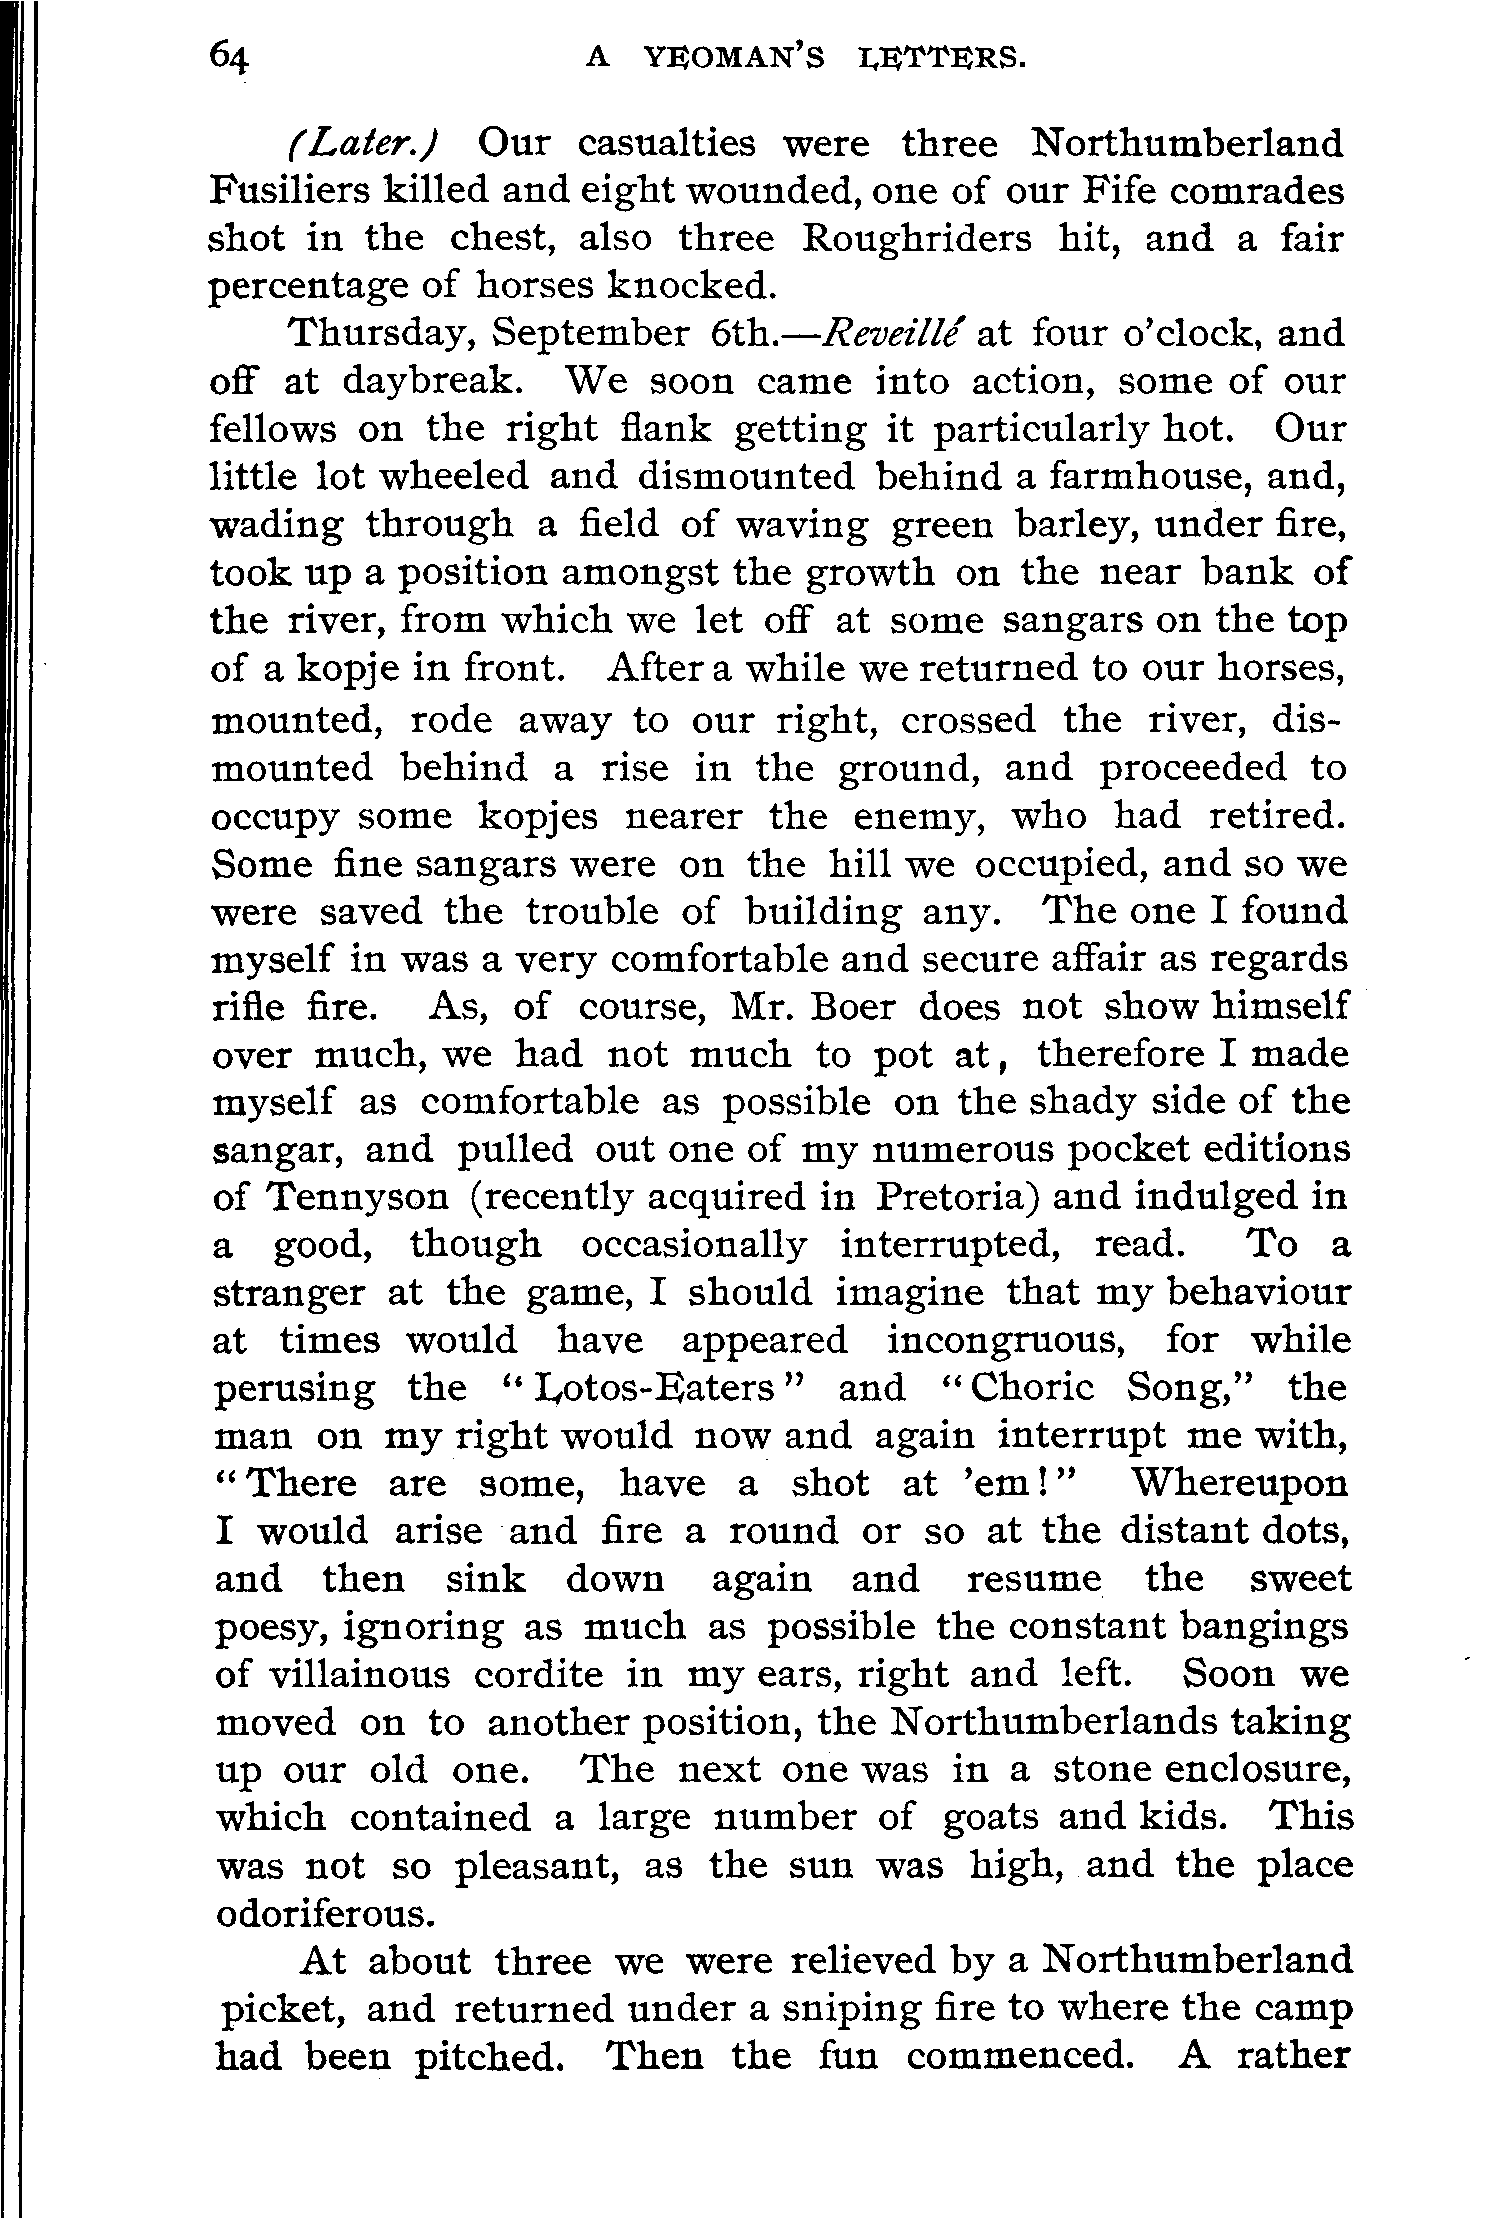 64 A YEOMAN'S LETTERS.
(Later.) Our casualties were three Northumberland
Fusiliers killed and eight wounded, one of our Fife comrades
shot in the chest, also three Roughriders hit, and a fair
percentage of horses knocked.
Thursday, September 6th.—Reveillé at four o'clock, and
off at daybreak. We soon came into action, some of our
fellows on the right flank getting it particularly hot. Our
little lot wheeled and dismounted behind a farmhouse, and,
wading through a field of waving green barley, under fire,
took up a position amongst the growth on the near bank of
the river, from which we let off at some sangars on the top
of a kopje in front. After a while we returned to our horses,
mounted, rode away to our right, crossed the river, dis-
mounted behind a rise in the ground, and proceeded to
occupy some kopjes nearer the enemy, who had retired.
Some fine sangars were on the hill we occupied, and so we
were saved the trouble of building any. The one I found
myself in was a very comfortable and secure affair as regards
rifle fire. As, of course, Mr. Boer does not show himself
over much, we had not much to pot at, therefore I made
myself as comfortable as possible on the shady side of the
sangar, and pulled out one of my numerous pocket editions
of Tennyson (recently acquired in Pretoria) and indulged in
a good, though occasionally interrupted, read. To a
stranger at the game, I should imagine that my behaviour
at times would have appeared incongruous, for while
perusing the "Lotos-Eaters" and "Choric Song," the
man on my right would now and again interrupt me with,
"There are some, have a shot at 'em!" Whereupon
I would arise and fire a round or so at the distant dots,
and then sink down again and resume the sweet
poesy, ignoring as much as possible the constant bangings
of villainous cordite in my ears, right and left. Soon we
moved on to another position, the Northumberlands taking
up our old one. The next one was in a stone enclosure,
which contained a large number of goats and kids. This
was not so pleasant, as the sun was high, and the place
odoriferous.
At about three we were relieved by a Northumberland
picket, and returned under a sniping fire to where the camp
had been pitched. Then the fun commenced. A rather